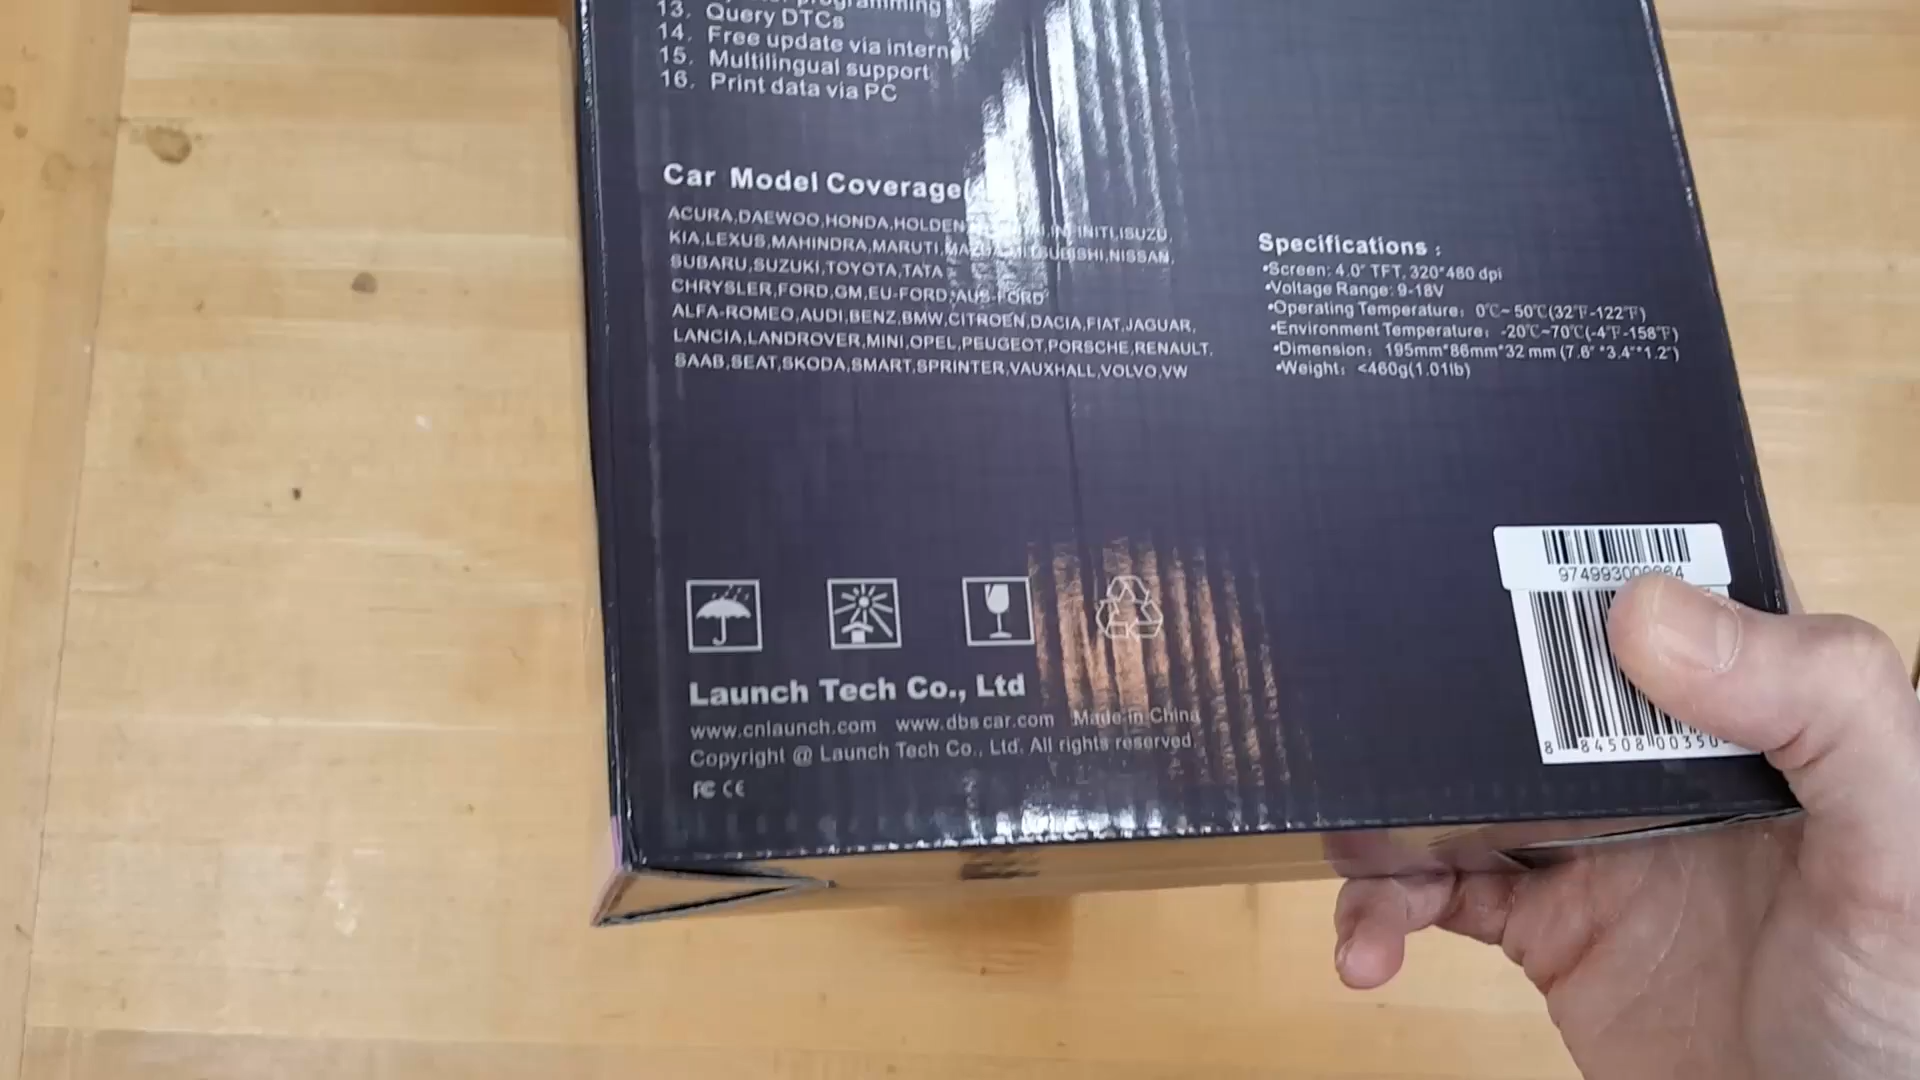 13. Query DTCs
14. Free update via internet
15. Multilingual support
16. Print data via PC
Car Model Coverage(
ACURA,DAEWOO,HONDA,HOLDEN INFINITI,ISUZU,
KIA,LEXUS,MAHINDRA,MARUTI,MAZDA,MITSUBISHI,NISSAN,
SUBARU,SUZUKI,TOYOTA,TATA
CHRYSLER,FORD,GM,EU-FORD,AUS-FORD
ALFA-ROMEO,AUDI,BENZ,BMW,CITROEN,DACIA,FIAT,JAGUAR,
LANCIA,LANDROVER,MINI,OPEL,PEUGEOT,PORSCHE,RENAULT,
SAAB,SEAT,SKODA,SMART,SPRINTER,VAUXHALL,VOLVO,VW
Specifications :
•Screen: 4.0" TFT, 320*480 dpi
•Voltage Range: 9-18V
•Operating Temperature: 0℃~ 50℃(32℉-122℉)
•Environment Temperature: -20℃~70℃(-4℉-158℉)
•Dimension: 195mm*86mm*32 mm (7.6" *3.4"*1.2")
•Weight: <460g(1.01lb)
Launch Tech Co., Ltd
www.cnlaunch.com www.dbscar.com Made in China
Copyright @ Launch Tech Co., Ltd. All rights reserved.
FC CE
8 84508 00350